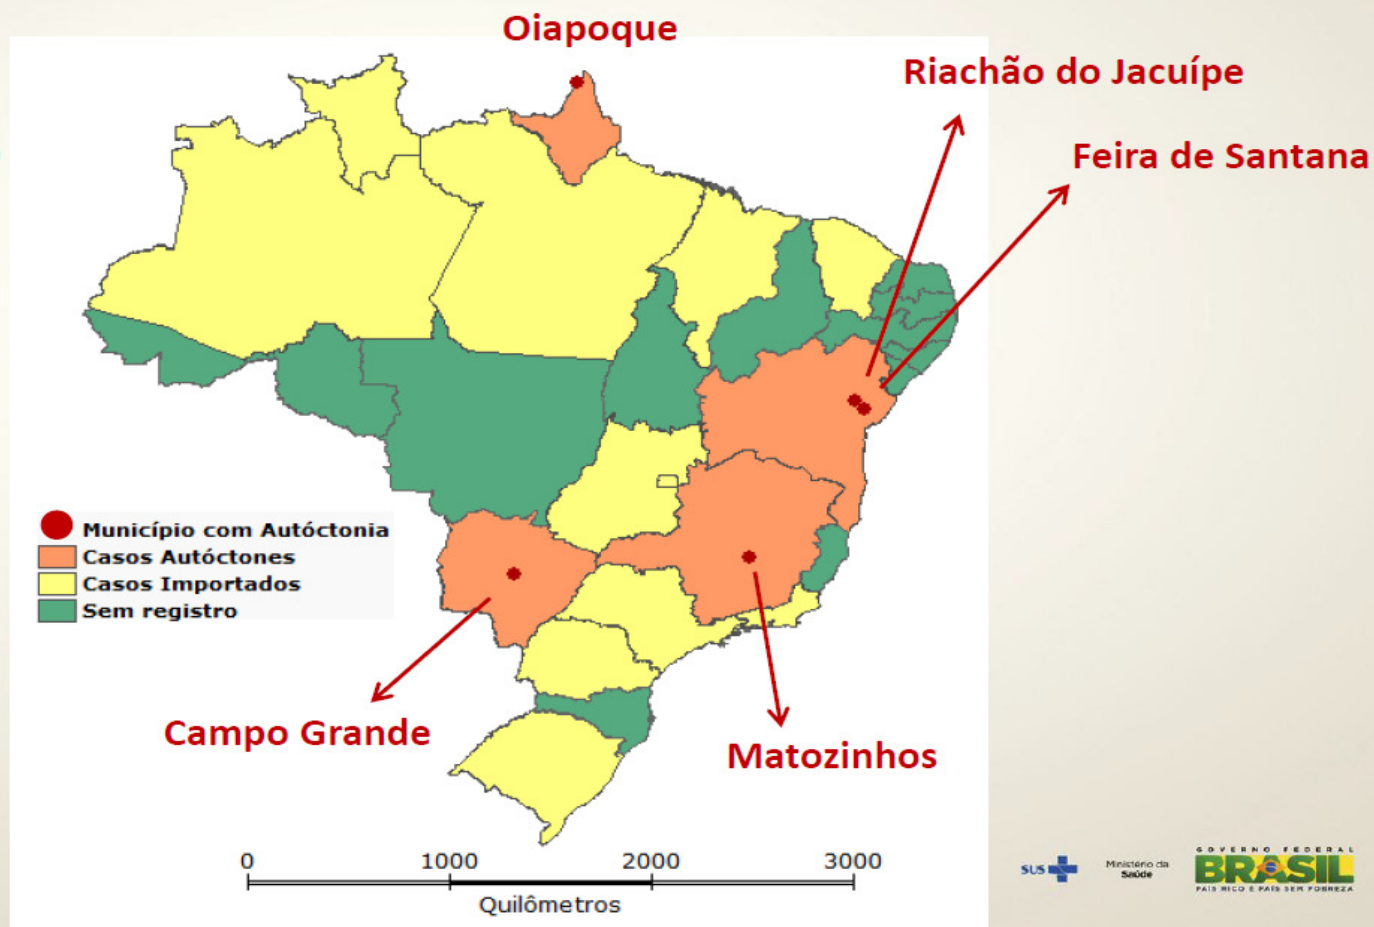 Oiapoque
Riachão do Jacuípe
Feira de Santana
Município com Autóctonia
Casos Autóctones
Casos Importados
Sem registro
Campo Grande
Matozinhos
0 1000 2000 3000
Quilômetros
SUS
Ministério da
Saúde
GOVERNO FEDERAL
BRASIL
PAÍS RICO É PAÍS SEM POBREZA